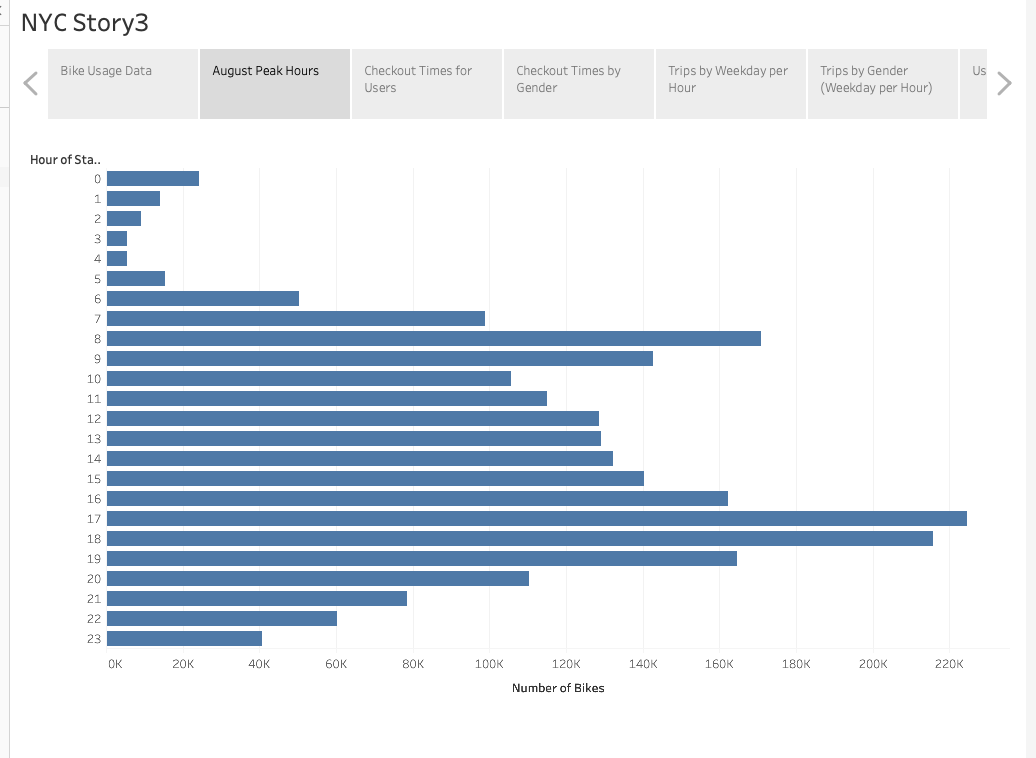 NYC Story3
Bike Usage Data
August Peak Hours
Checkout Times for
Users
Checkout Times by
Gender
Trips by Weekday per
Hour
Trips by Gender
(Weekday per Hour)
Us
Hour of Sta..
0
1
2
3
4
5
6
7
8
9
10
11
12
13
14
15
16
17
18
19
20
21
22
23
0K 20K 40K 60K 80K 100K 120K 140K 160K 180K 200K 220K
Number of Bikes